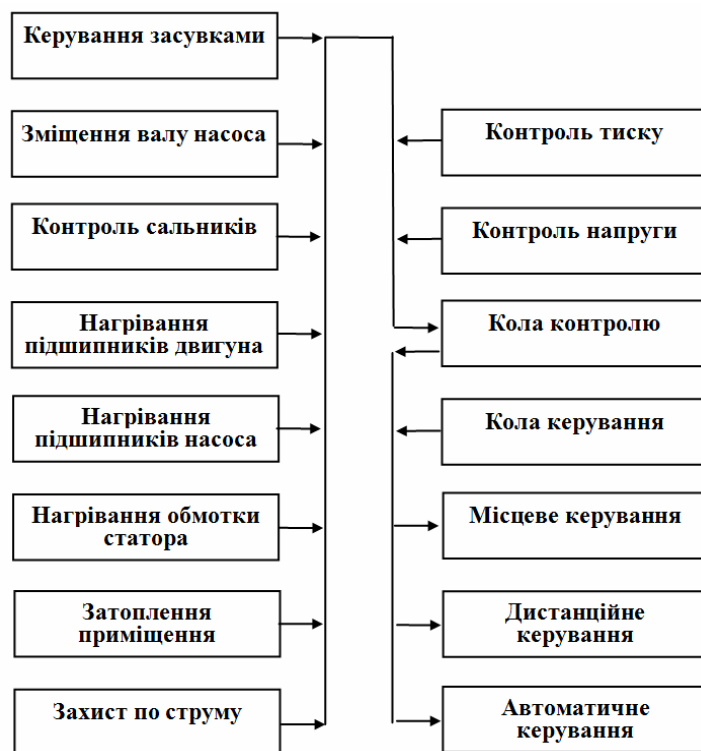 Керування засувками
Зміщення валу насоса
Контроль сальників
Нагрівання
підшипників двигуна
Нагрівання
підшипників насоса
Нагрівання обмотки
статора
Затоплення
приміщення
Захист по струму
Контроль тиску
Контроль напруги
Кола контролю
Кола керування
Місцеве керування
Дистанційне
керування
Автоматичне
керування